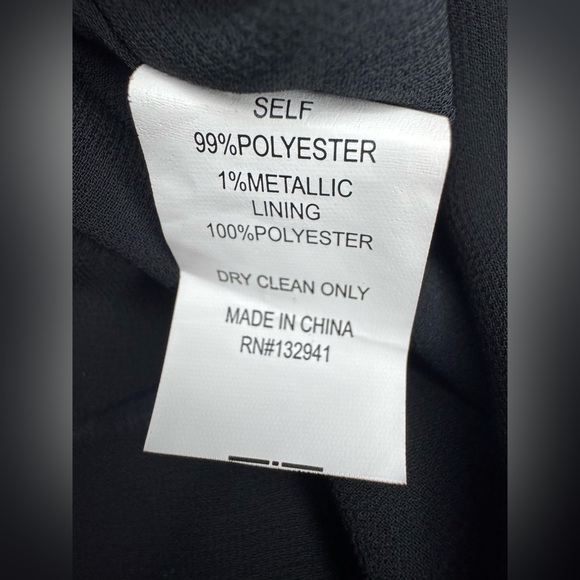 SELF
99%POLYESTER
1%METALLIC
LINING
100%POLYESTER
DRY CLEAN ONLY
MADE IN CHINA
RN#132941